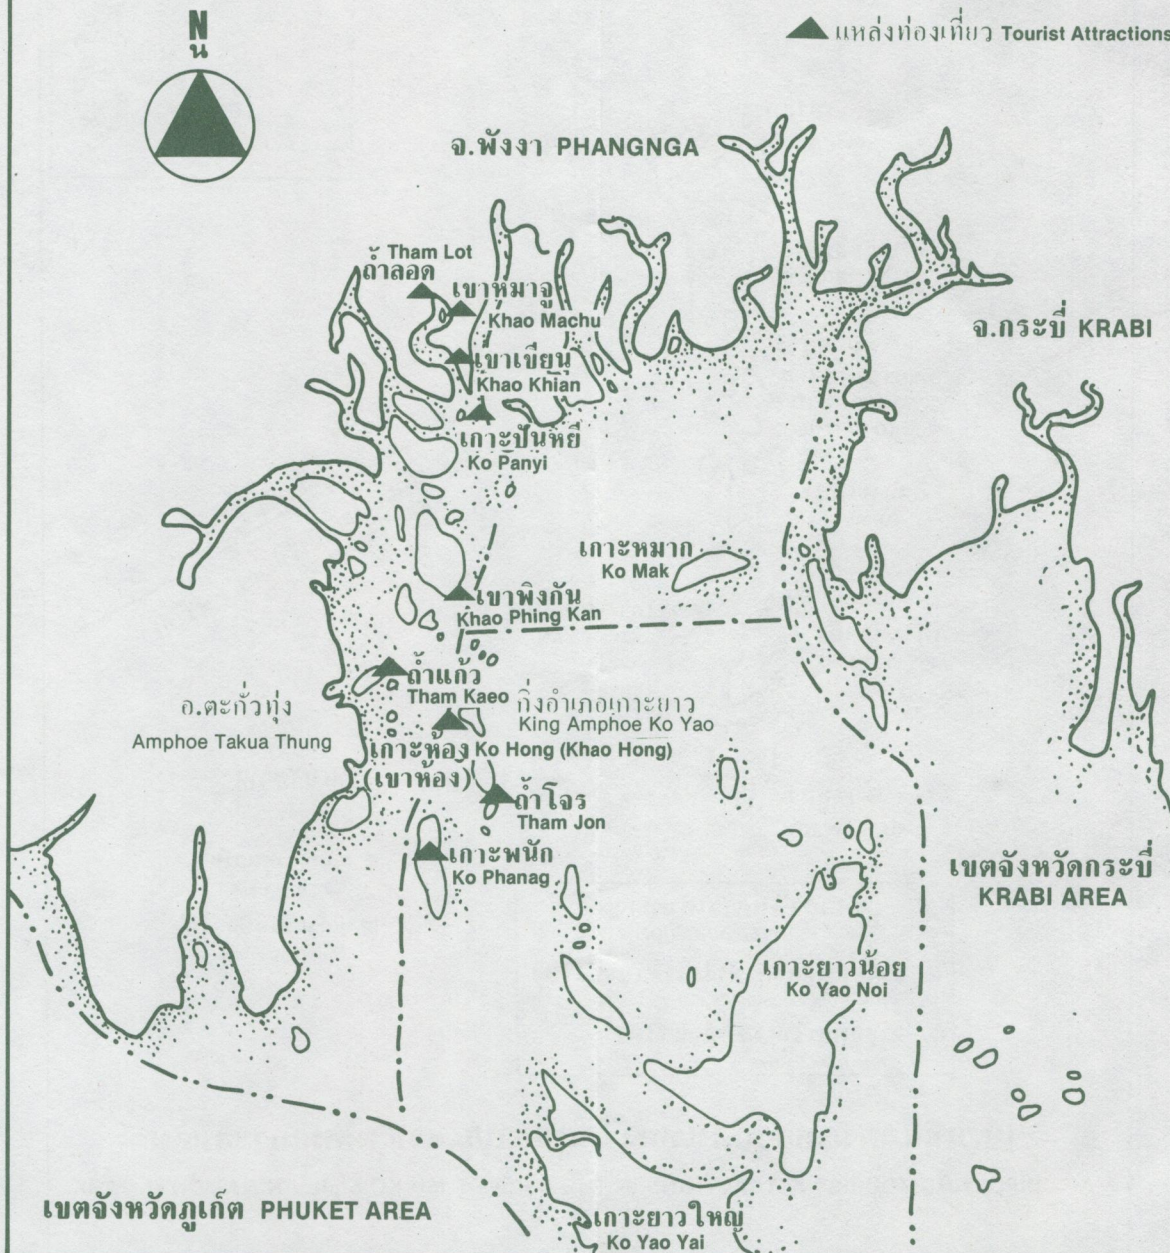 N
น
แหล่งท่องเที่ยว Tourist Attractions
จ.พังงา PHANGNGA
Tham Lot
ถ้ำลอด
เขาหมาจู
Khao Machu
จ.กระบี่ KRABI
เขาเขียน
Khao Khian
เกาะปันหยี
Ko Panyi
เกาะหมาก
Ko Mak
เขาพิงกัน
Khao Phing Kan
ถ้ำแก้ว
Tham Kaeo
กิ่งอำเภอเกาะยาว
King Amphoe Ko Yao
อ.ตะกั่วทุ่ง
Amphoe Takua Thung
เกาะห้อง Ko Hong (Khao Hong)
(เขาห้อง)
ถ้ำโจร
Tham Jon
เกาะพนัก
Ko Phanag
เขตจังหวัดกระบี่
KRABI AREA
เกาะยาวน้อย
Ko Yao Noi
เขตจังหวัดภูเก็ต PHUKET AREA
เกาะยาวใหญ่
Ko Yao Yai